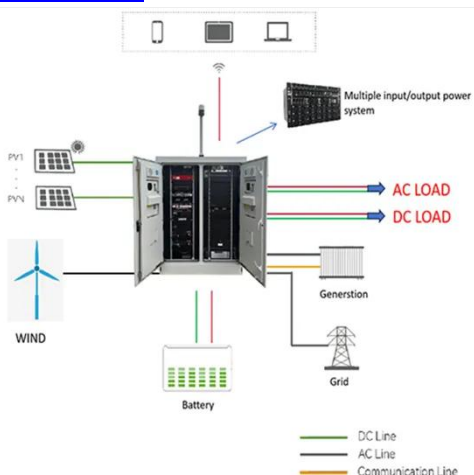 Multiple input/output power
system
PV1
PVN
AC LOAD
DC LOAD
WIND
Generstion
Grid
Battery
DC Line
AC Line
Communication Line